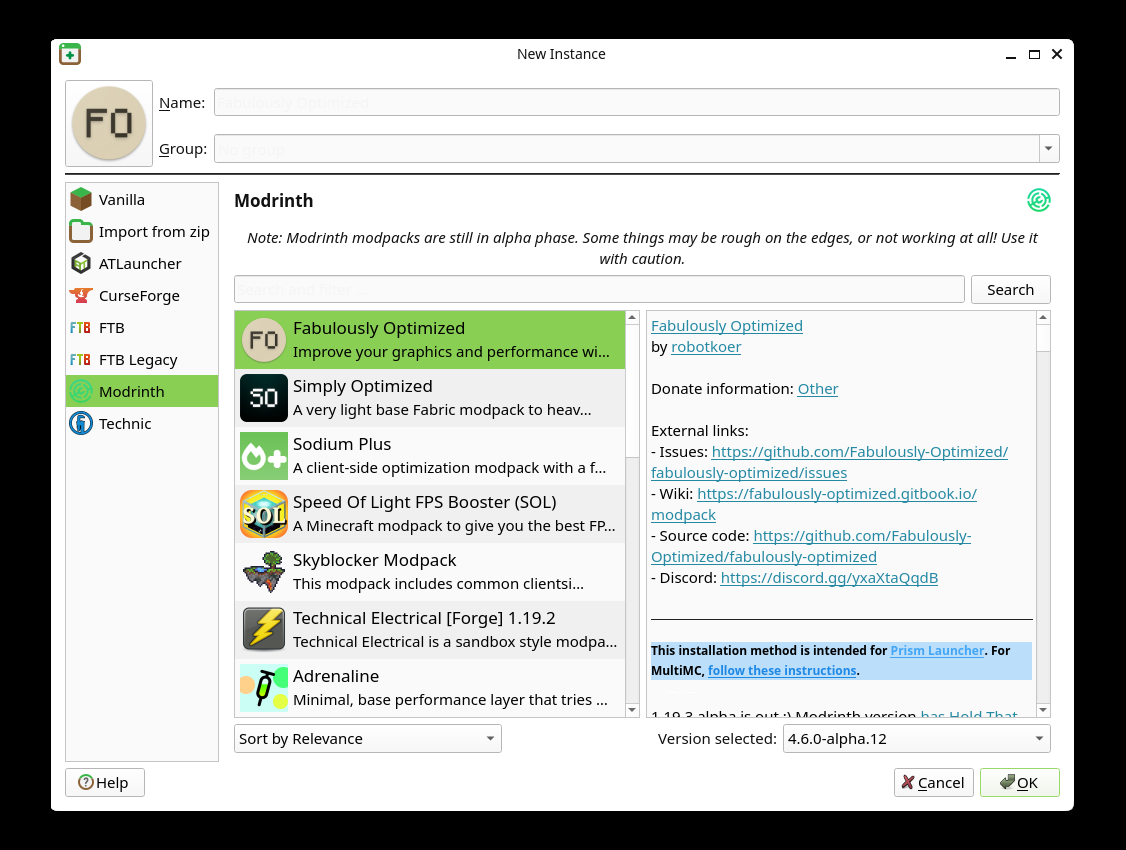 New Instance
FO
Name: Fabulously Optimized
Group: No group
Vanilla
Import from zip
ATLauncher
CurseForge
FTB FTB
FTB FTB Legacy
Modrinth
Technic
Modrinth
Note: Modrinth modpacks are still in alpha phase. Some things may be rough on the edges, or not working at all! Use it
with caution.
Search and filter ...
Search
FO
Fabulously Optimized
Improve your graphics and performance wi...
SO
Simply Optimized
A very light base Fabric modpack to heav...
Sodium Plus
A client-side optimization modpack with a f...
SOL
Speed Of Light FPS Booster (SOL)
A Minecraft modpack to give you the best FP...
Skyblocker Modpack
This modpack includes common clientsi...
Technical Electrical [Forge] 1.19.2
Technical Electrical is a sandbox style modpa...
Adrenaline
Minimal, base performance layer that tries ...
Fabulously Optimized
by robotkoer
Donate information: Other
External links:
- Issues: https://github.com/Fabulously-Optimized/
fabulously-optimized/issues
- Wiki: https://fabulously-optimized.gitbook.io/
modpack
- Source code: https://github.com/Fabulously-
Optimized/fabulously-optimized
- Discord: https://discord.gg/yxaXtaQqdB
This installation method is intended for Prism Launcher. For
MultiMC, follow these instructions.
1.19.3 alpha is out :) Modrinth version has Hold That
Sort by Relevance
Version selected: 4.6.0-alpha.12
Help
Cancel
OK